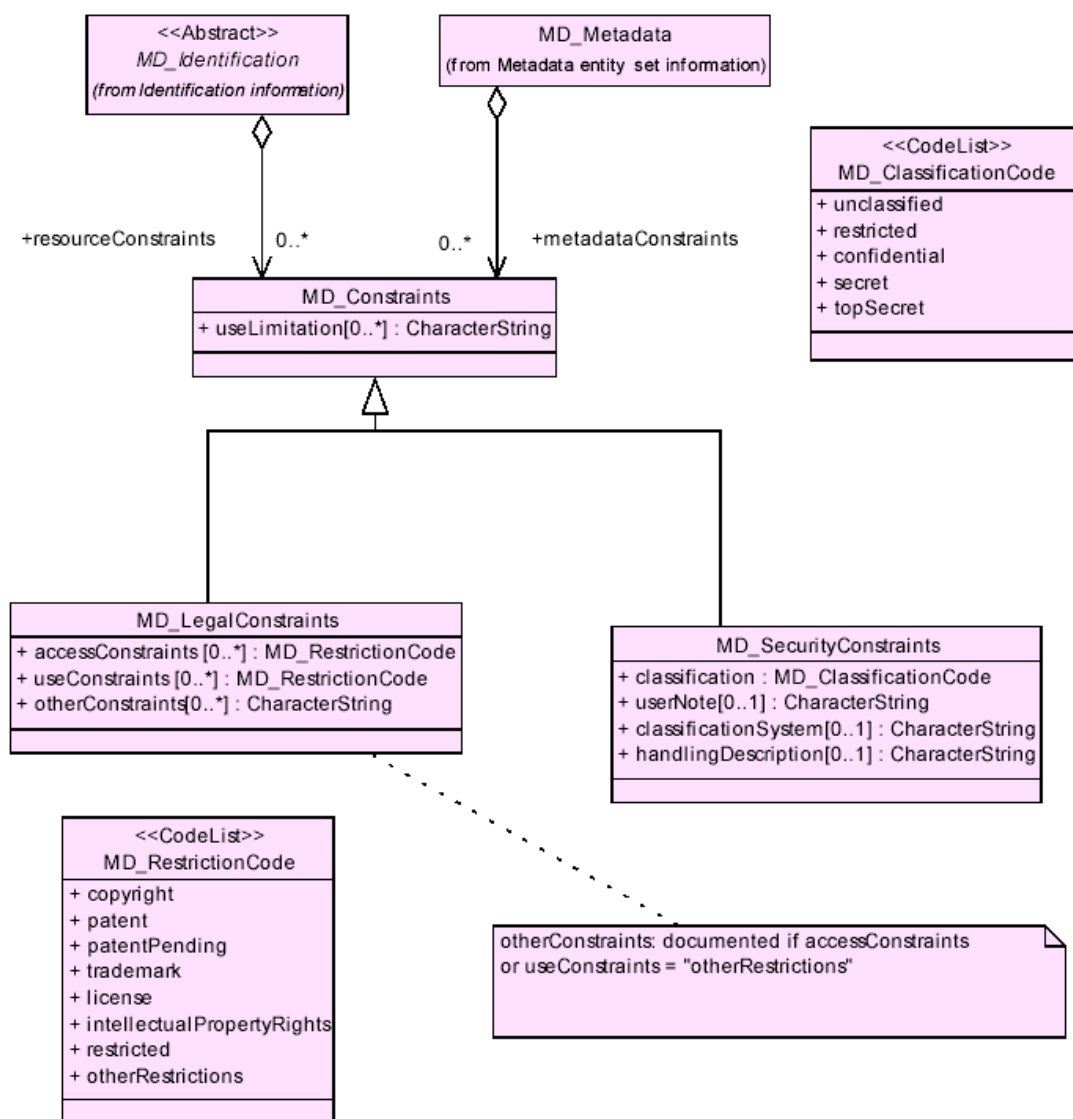 <<Abstract>>
MD_Identification
(from Identification information)
MD_Metadata
(from Metadata entity set information)
<<CodeList>>
MD_ClassificationCode
+ unclassified
+ restricted
+ confidential
+ secret
+ topSecret
+resourceConstraints
0..*
0..*
+metadataConstraints
MD_Constraints
+ useLimitation[0..*] : CharacterString
MD_LegalConstraints
+ accessConstraints[0..*] : MD_RestrictionCode
+ useConstraints[0..*] : MD_RestrictionCode
+ otherConstraints[0..*] : CharacterString
MD_SecurityConstraints
+ classification : MD_ClassificationCode
+ userNote[0..1] : CharacterString
+ classificationSystem[0..1] : CharacterString
+ handlingDescription[0..1] : CharacterString
<<CodeList>>
MD_RestrictionCode
+ copyright
+ patent
+ patentPending
+ trademark
+ license
+ intellectualPropertyRights
+ restricted
+ otherRestrictions
otherConstraints: documented if accessConstraints
or useConstraints = "otherRestrictions"